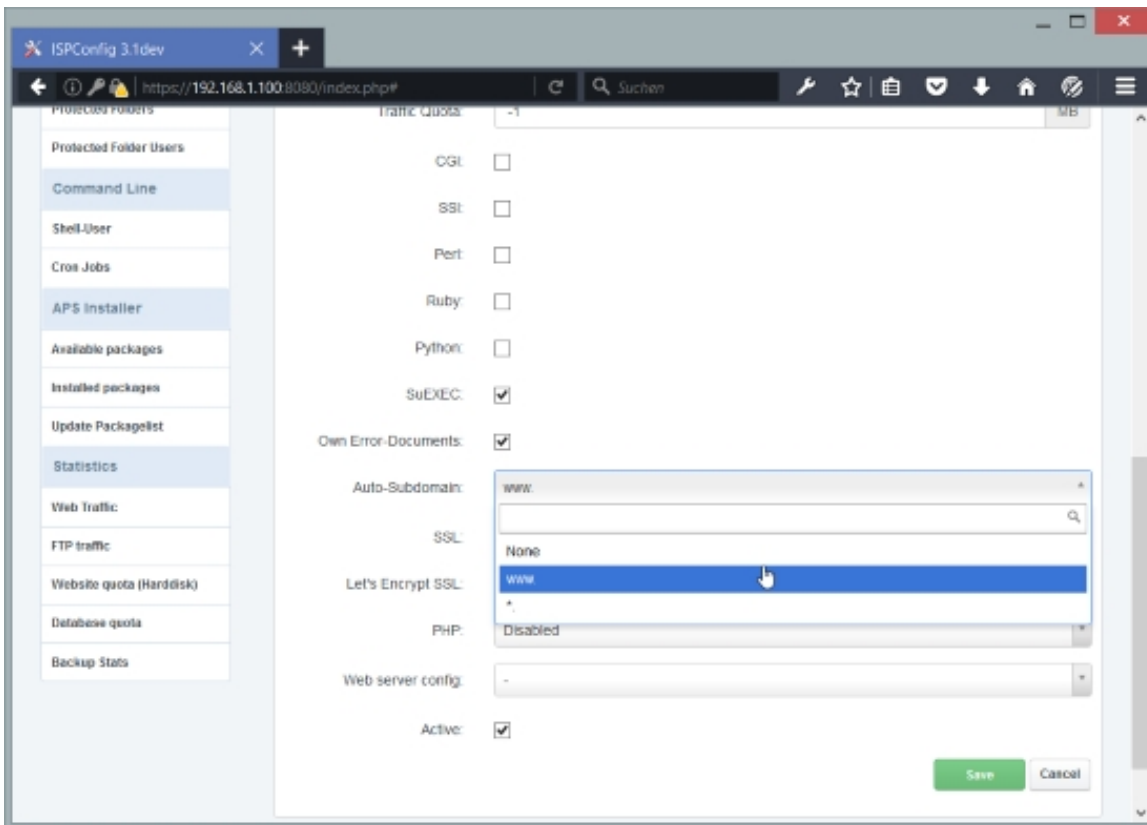 ISPConfig 3.1dev
https://192.168.1.100:8080/index.php#
Suchen
Protected Folders
Protected Folder Users
Command Line
Shell-User
Cron Jobs
APS Installer
Available packages
Installed packages
Update Packagelist
Statistics
Web Traffic
FTP traffic
Website quota (Harddisk)
Database quota
Backup Stats
Traffic Quota: -1 MB
CGI:
SSI:
Perl:
Ruby:
Python:
SuEXEC:
Own Error-Documents:
Auto-Subdomain: www.
SSL:
None
www.
*.
Let's Encrypt SSL:
PHP: Disabled
Web server config: -
Active:
Save Cancel